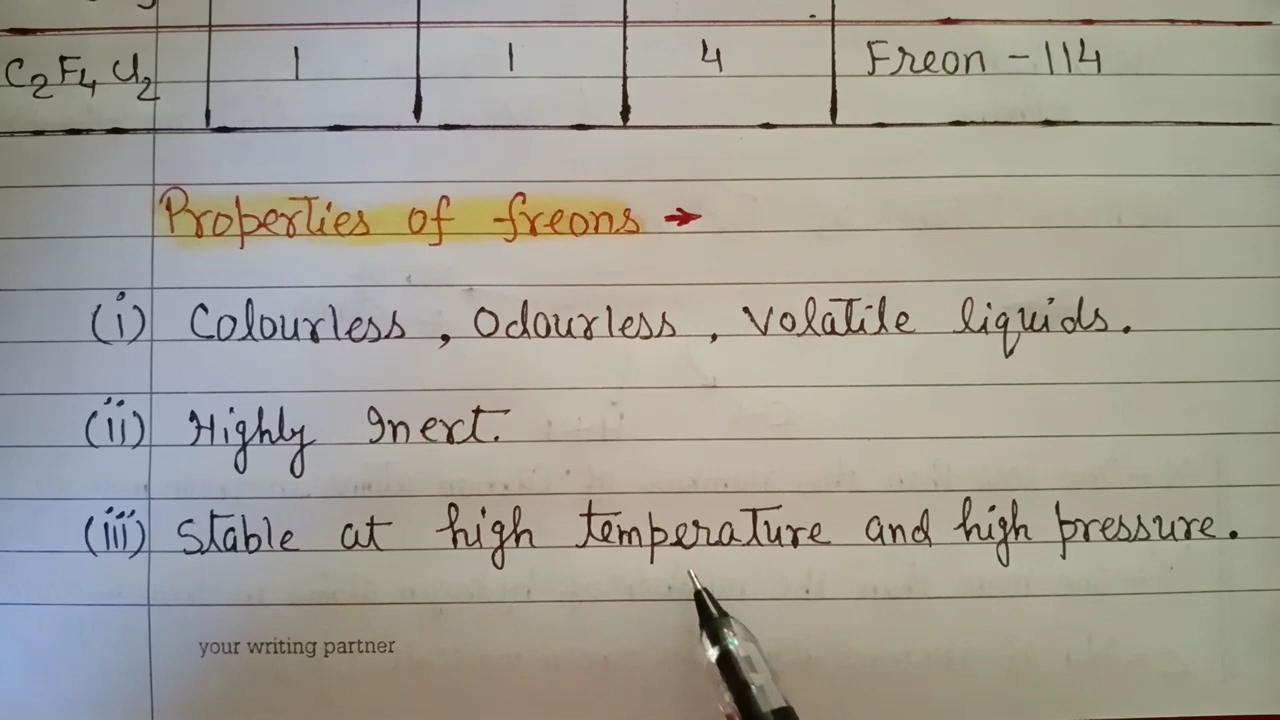 C2F4Cl2 1 1 4 Freon - 114
Properties of freons →
(i) Colourless, Odourless, Volatile liquids.
(ii) Highly Inert.
(iii) Stable at high temperature and high pressure.
your writing partner